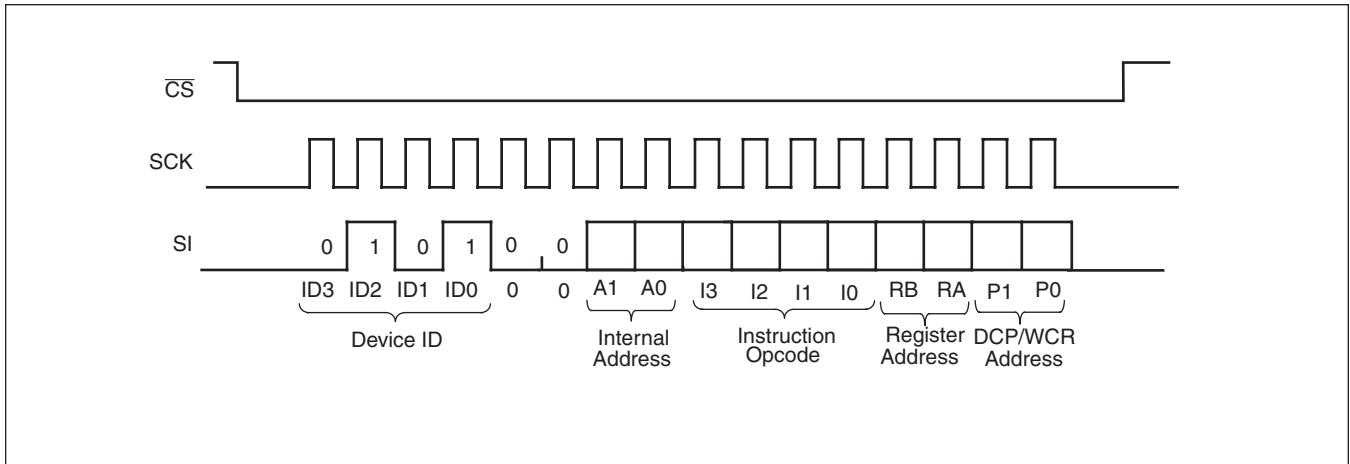 CS
SCK
SI
0 1 0 1 0 0
ID3 ID2 ID1 ID0 0 0 A1 A0 I3 I2 I1 I0 RB RA P1 P0
Device ID
Internal
Address
Instruction
Opcode
Register
Address
DCP/WCR
Address